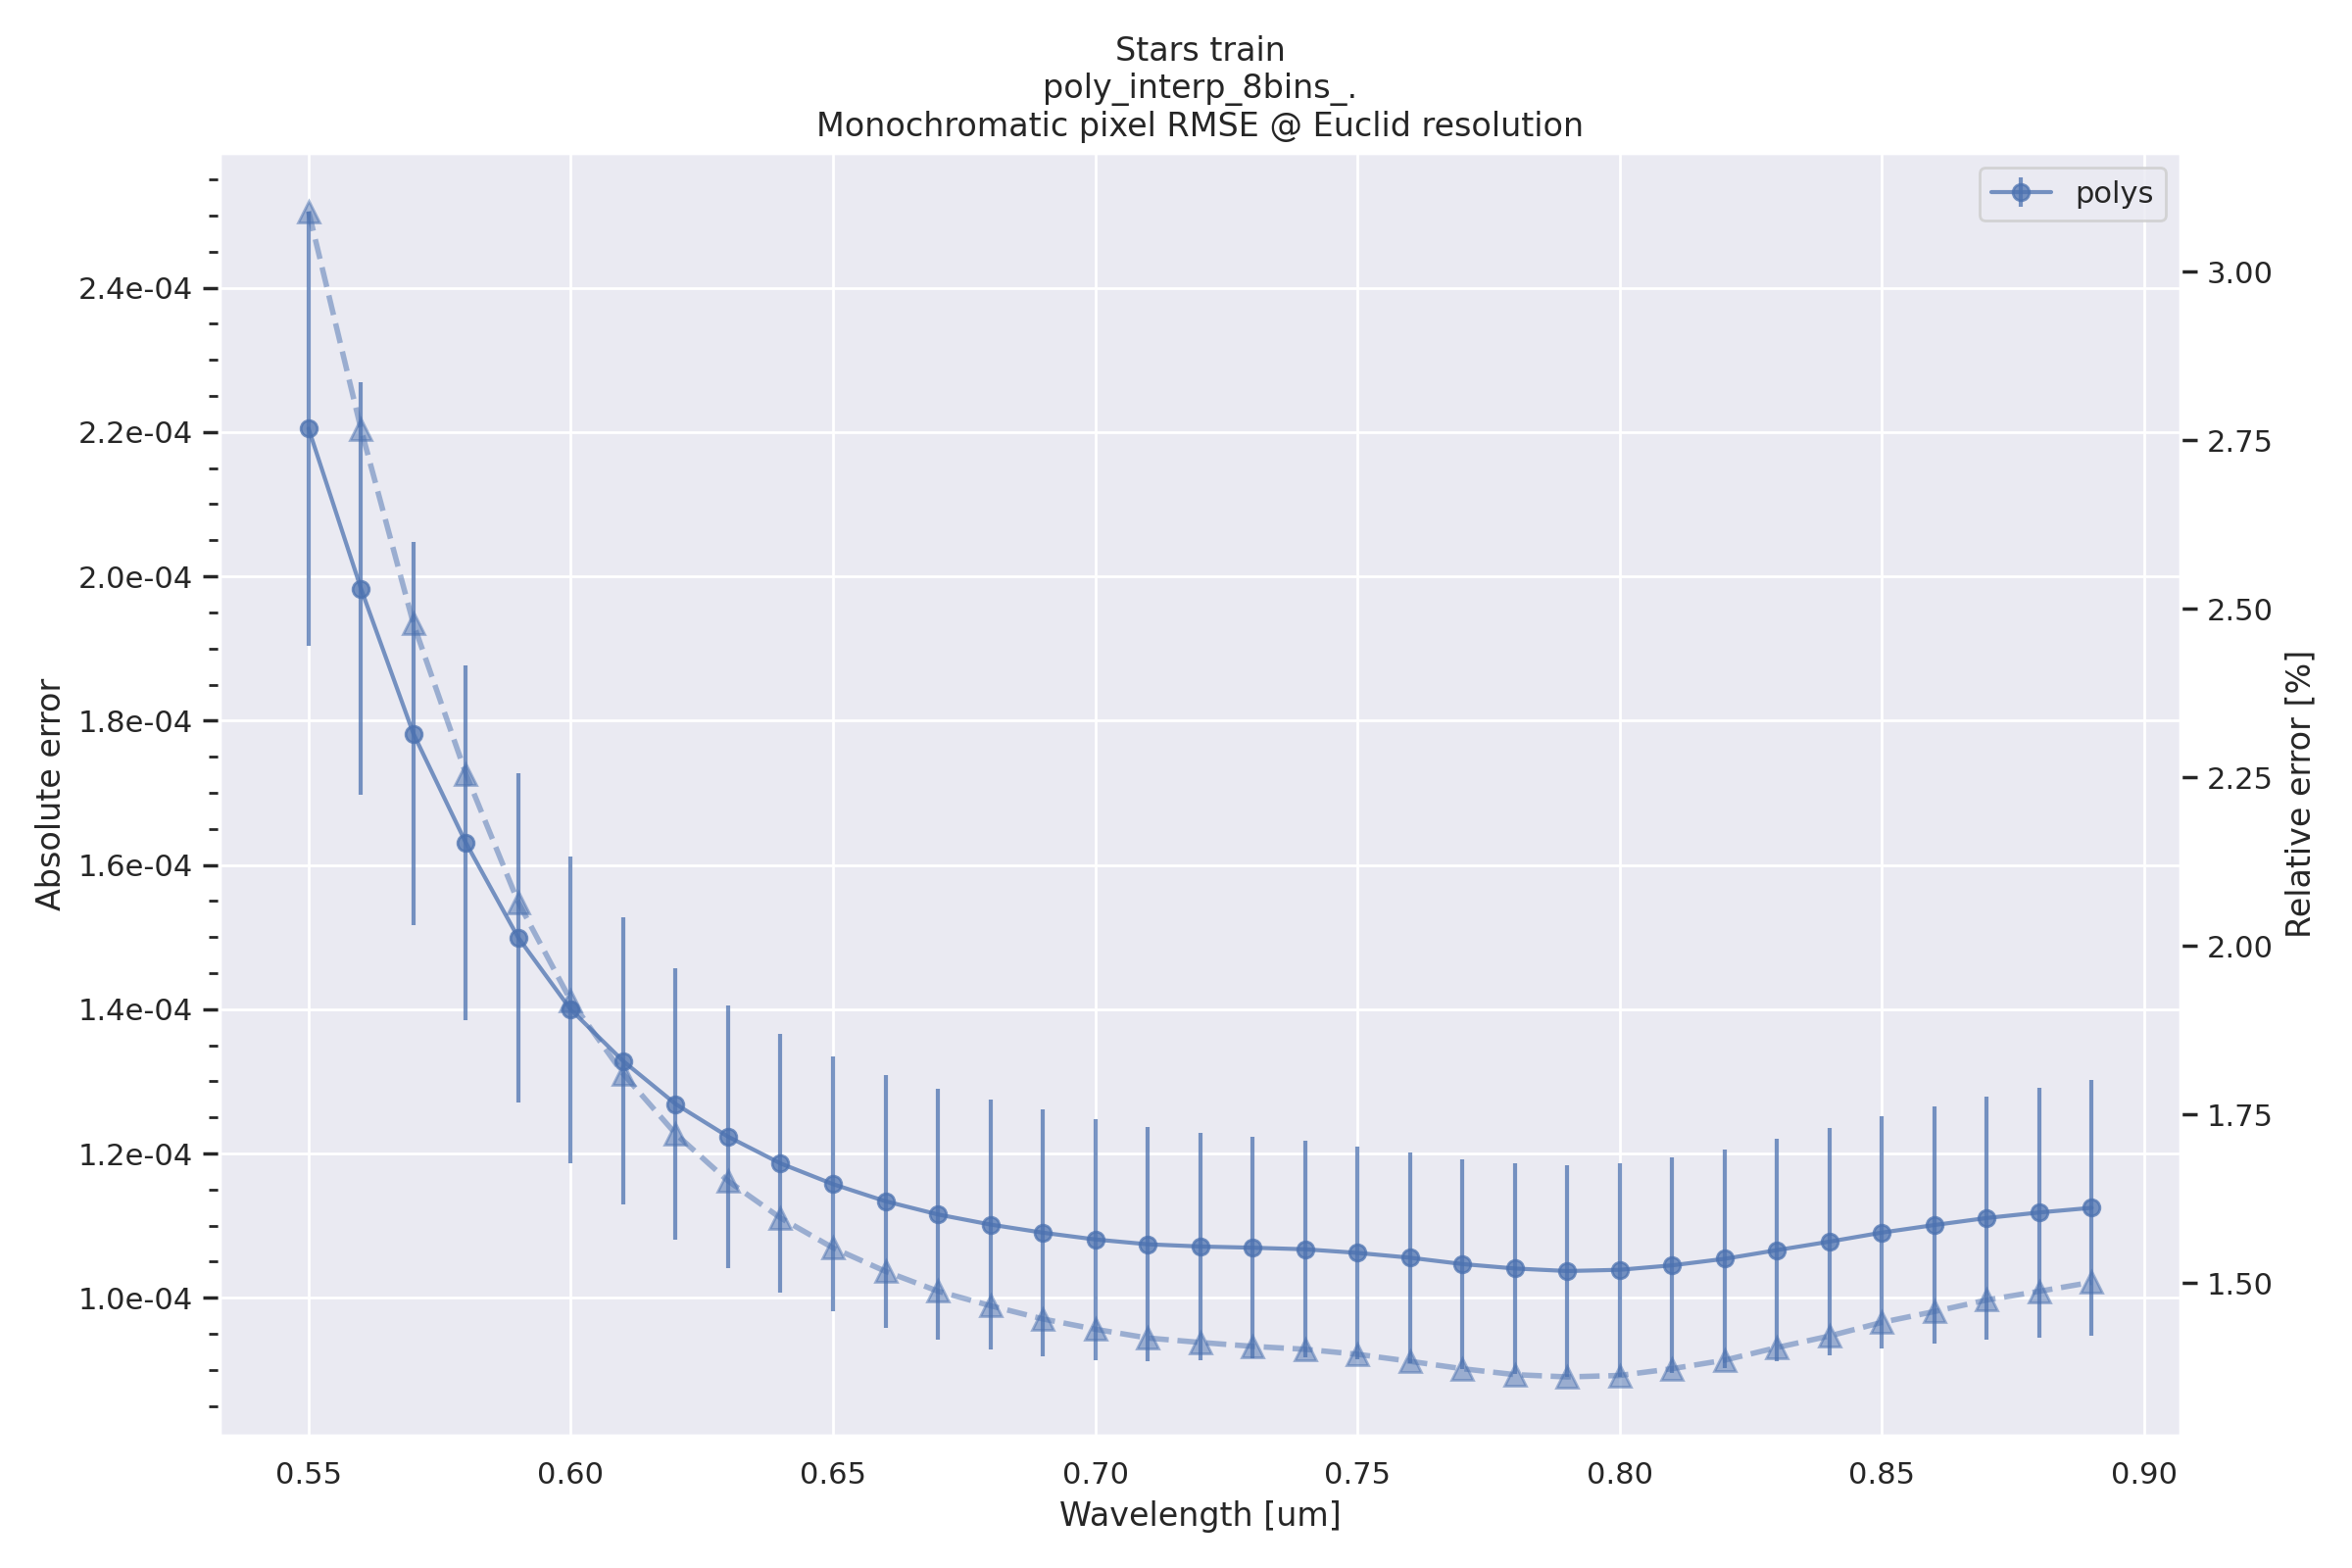 Stars train
poly_interp_8bins_.
Monochromatic pixel RMSE @ Euclid resolution
polys
Absolute error
2.4e-04
2.2e-04
2.0e-04
1.8e-04
1.6e-04
1.4e-04
1.2e-04
1.0e-04
3.00
2.75
2.50
2.25
2.00
1.75
1.50
Relative error [%]
0.55 0.60 0.65 0.70 0.75 0.80 0.85 0.90
Wavelength [um]